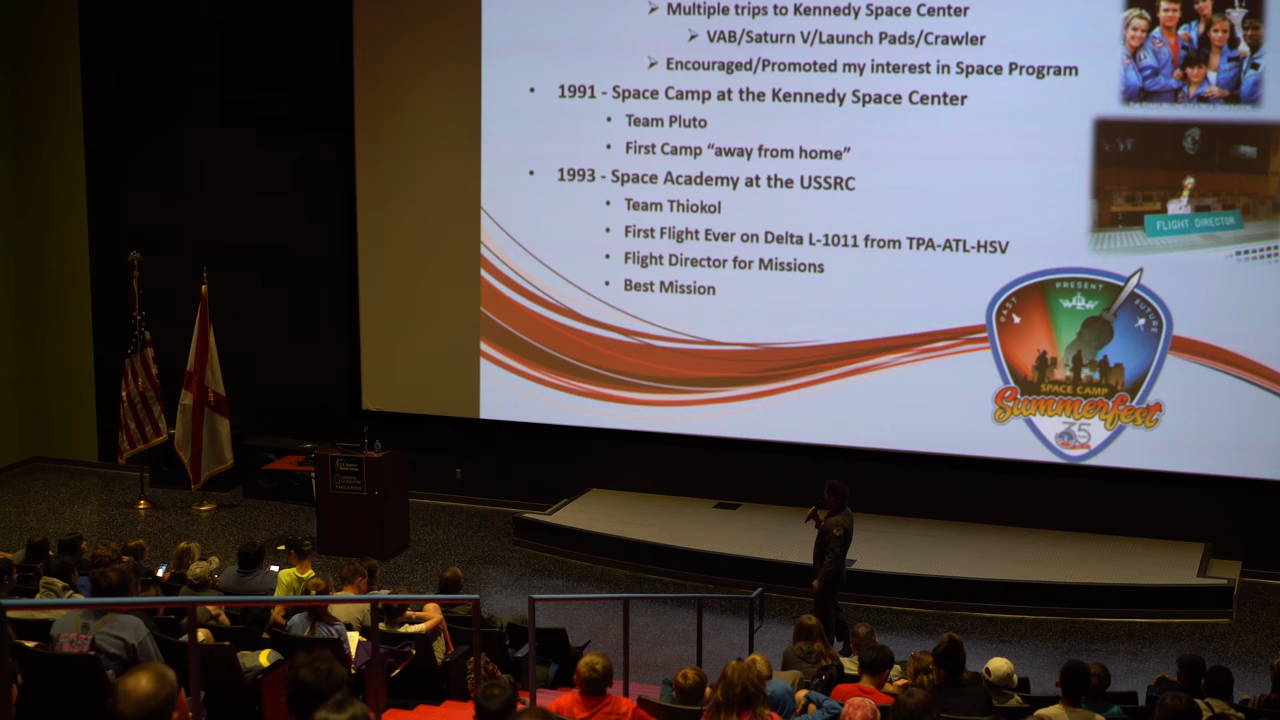 ➢ Multiple trips to Kennedy Space Center
➢ VAB/Saturn V/Launch Pads/Crawler
➢ Encouraged/Promoted my interest in Space Program
• 1991 - Space Camp at the Kennedy Space Center
• Team Pluto
• First Camp “away from home”
• 1993 - Space Academy at the USSRC
• Team Thiokol
• First Flight Ever on Delta L-1011 from TPA-ATL-HSV
• Flight Director for Missions
• Best Mission
FLIGHT DIRECTOR
PAST PRESENT FUTURE
SPACE CAMP
Summerfest
35